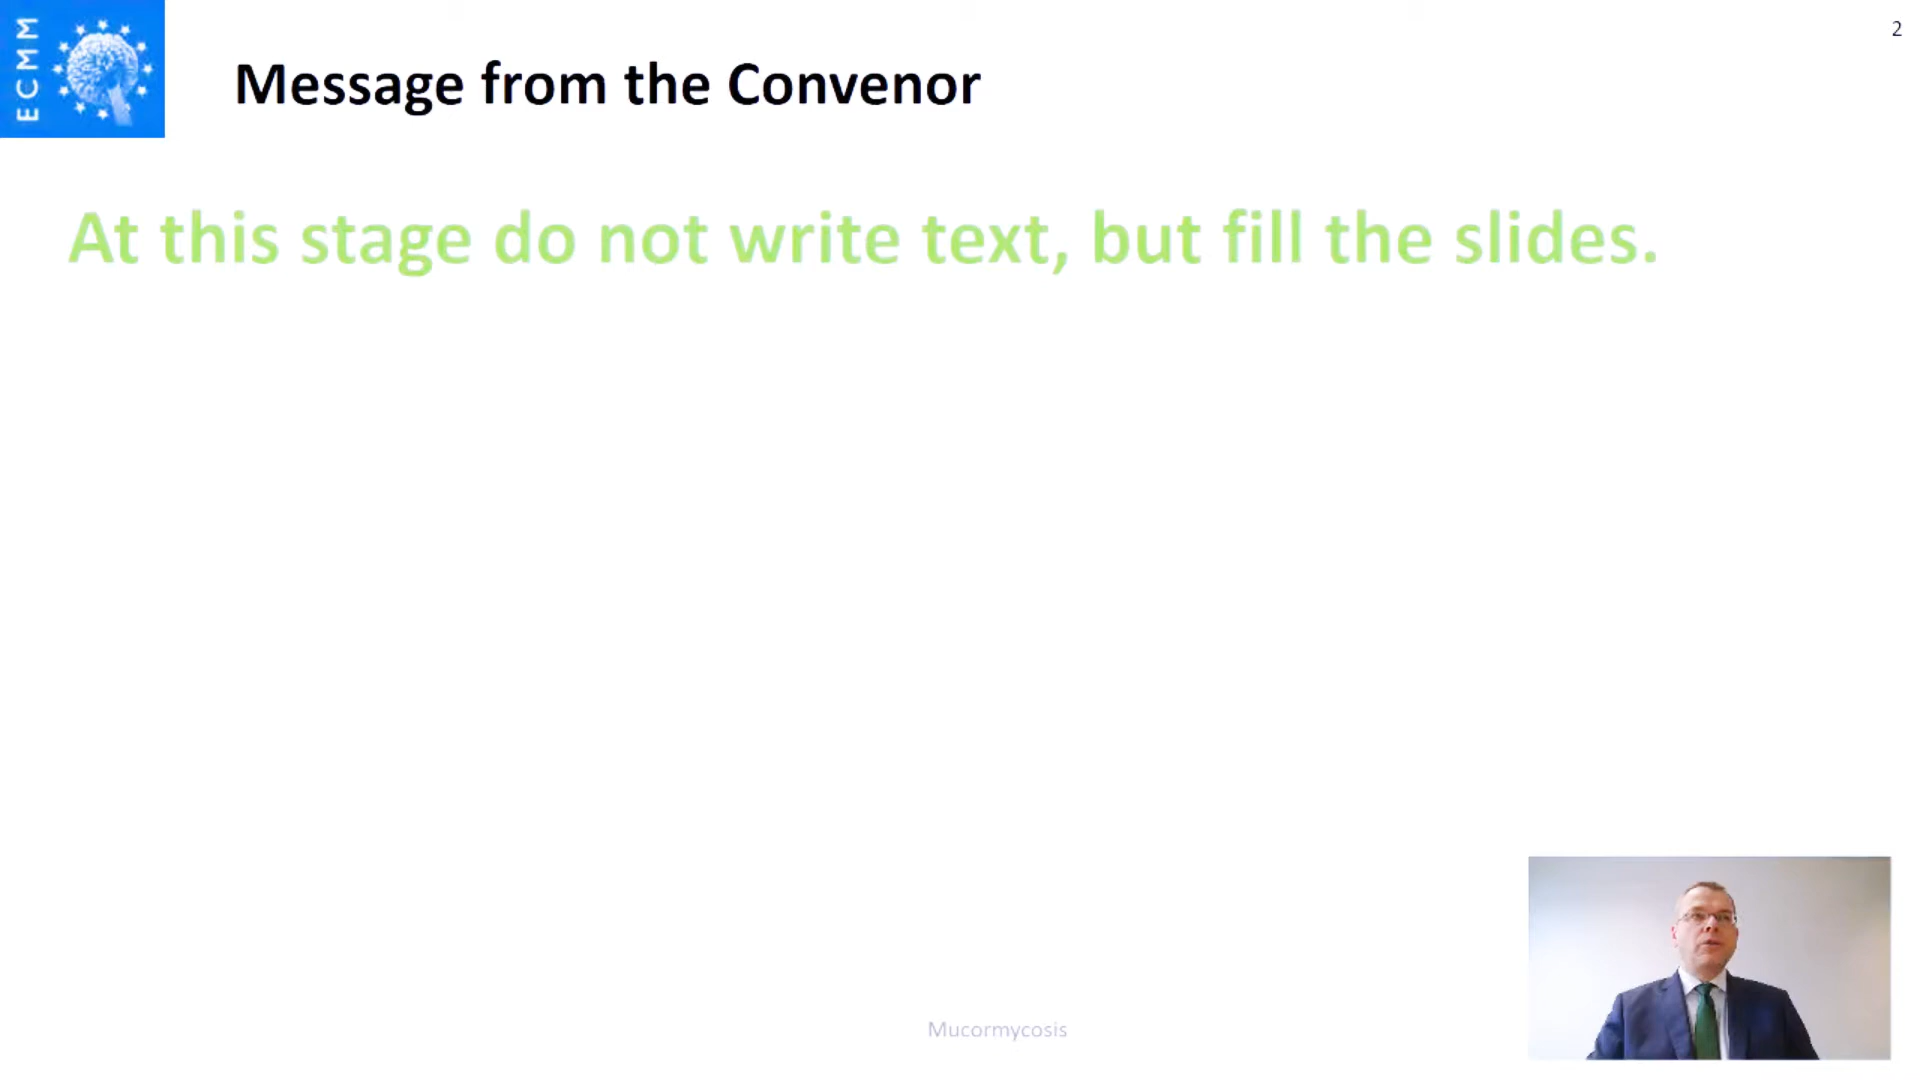 ECMM
2
Message from the Convenor
At this stage do not write text, but fill the slides.
Mucormycosis